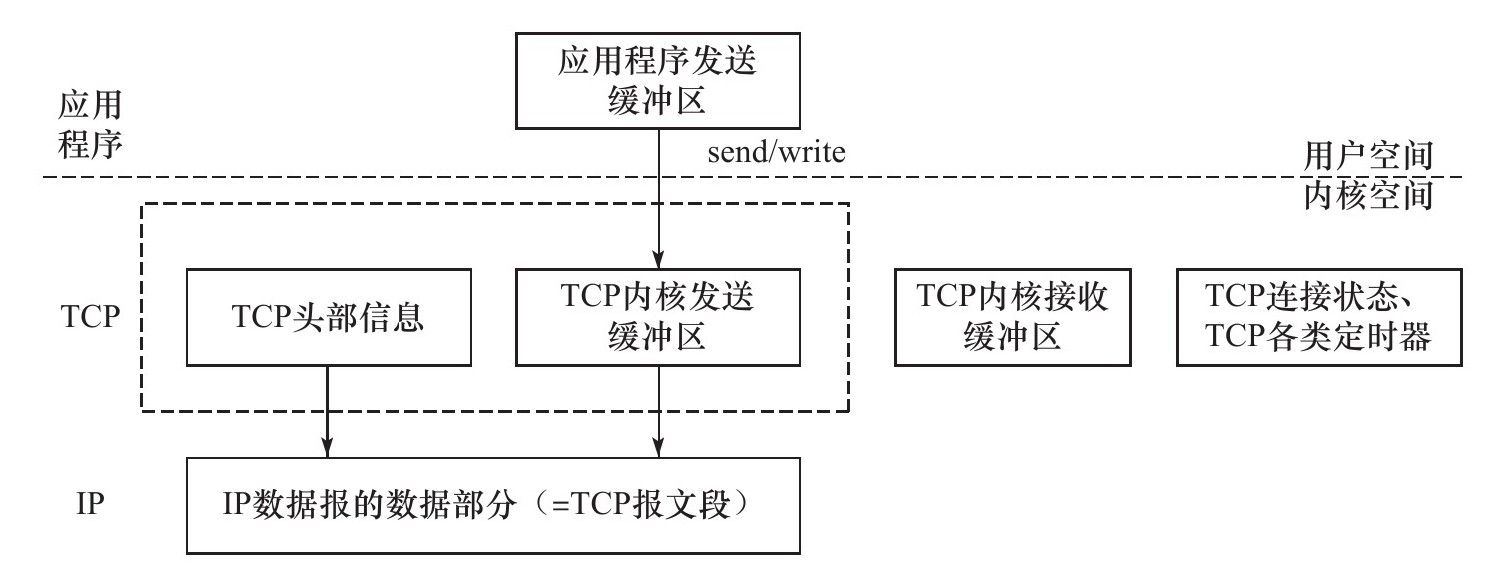 应用程序发送
缓冲区
应用
程序
send/write
用户空间
内核空间
TCP
TCP头部信息
TCP内核发送
缓冲区
TCP内核接收
缓冲区
TCP连接状态、
TCP各类定时器
IP
IP数据报的数据部分（=TCP报文段）